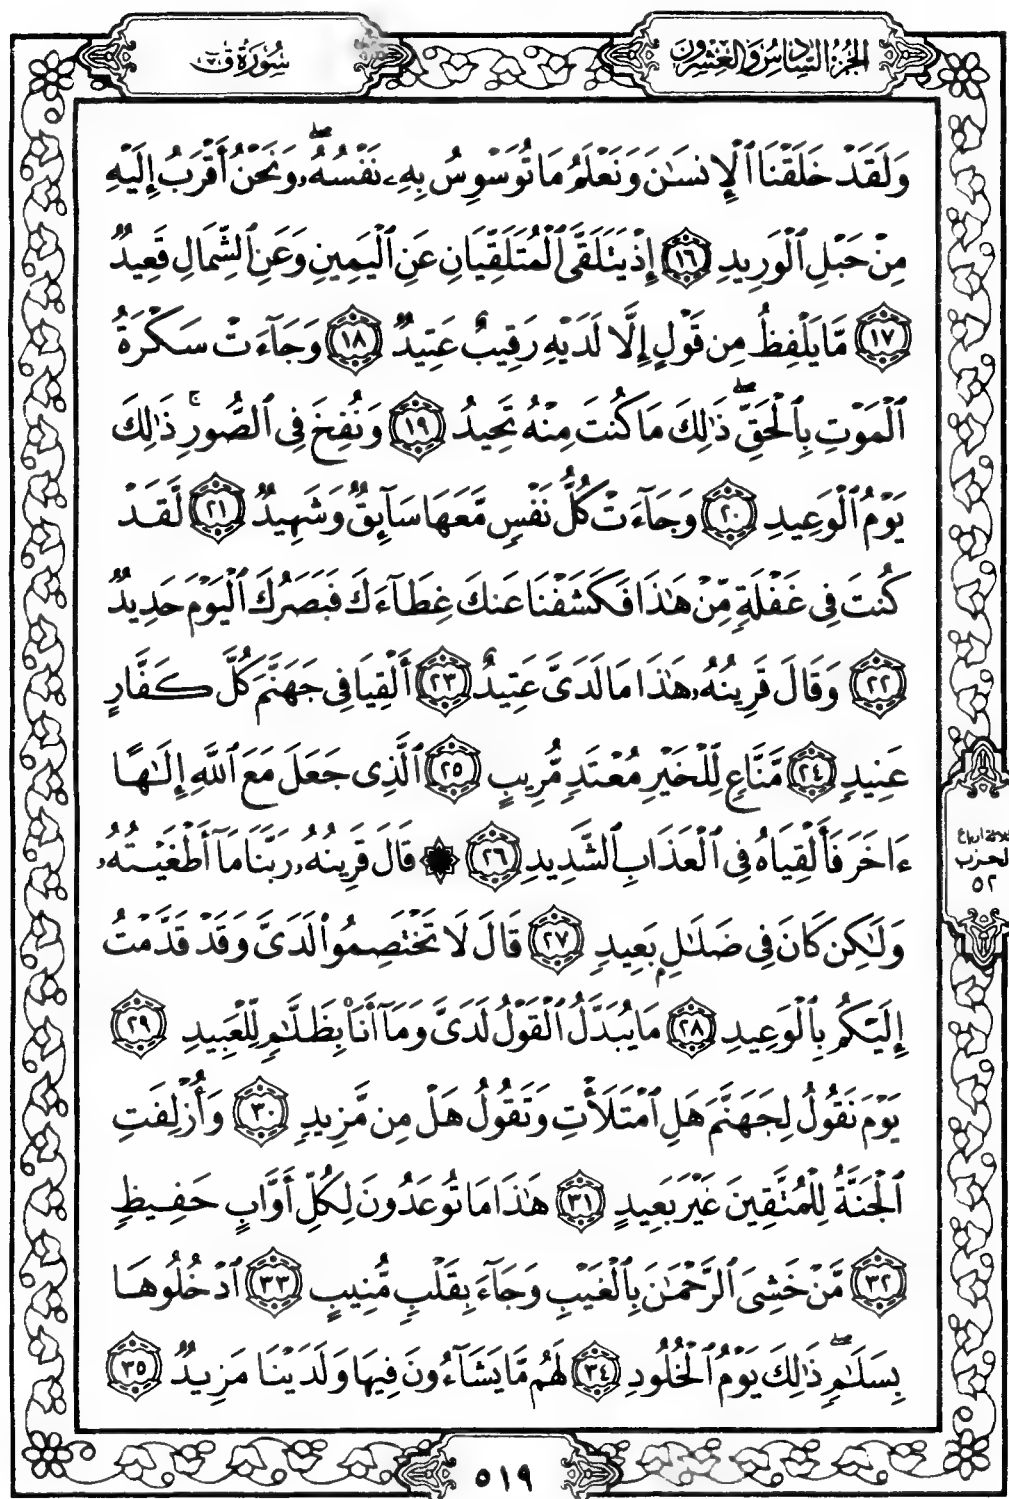 الجزء السادس والعشرون
سورة ق
وَلَقَدْ خَلَقْنَا ٱلْإِنسَٰنَ وَنَعْلَمُ مَا تُوَسْوِسُ بِهِۦ نَفْسُهُۥۖ وَنَحْنُ أَقْرَبُ إِلَيْهِ
مِنْ حَبْلِ ٱلْوَرِيدِ ١٦ إِذْ يَتَلَقَّى ٱلْمُتَلَقِّيَانِ عَنِ ٱلْيَمِينِ وَعَنِ ٱلشِّمَالِ قَعِيدٌ
١٧ مَّا يَلْفِظُ مِن قَوْلٍ إِلَّا لَدَيْهِ رَقِيبٌ عَتِيدٌ ١٨ وَجَآءَتْ سَكْرَةُ
ٱلْمَوْتِ بِٱلْحَقِّۖ ذَٰلِكَ مَا كُنتَ مِنْهُ تَحِيدُ ١٩ وَنُفِخَ فِى ٱلصُّورِۚ ذَٰلِكَ
يَوْمُ ٱلْوَعِيدِ ٢٠ وَجَآءَتْ كُلُّ نَفْسٍ مَّعَهَا سَآئِقٌ وَشَهِيدٌ ٢١ لَّقَدْ
كُنتَ فِى غَفْلَةٍ مِّنْ هَٰذَا فَكَشَفْنَا عَنكَ غِطَآءَكَ فَبَصَرُكَ ٱلْيَوْمَ حَدِيدٌ
٢٢ وَقَالَ قَرِينُهُۥ هَٰذَا مَا لَدَىَّ عَتِيدٌ ٢٣ أَلْقِيَا فِى جَهَنَّمَ كُلَّ كَفَّارٍ
عَنِيدٍ ٢٤ مَّنَّاعٍ لِّلْخَيْرِ مُعْتَدٍ مُّرِيبٍ ٢٥ ٱلَّذِى جَعَلَ مَعَ ٱللَّهِ إِلَٰهًا
ءَاخَرَ فَأَلْقِيَاهُ فِى ٱلْعَذَابِ ٱلشَّدِيدِ ٢٦ ۞ قَالَ قَرِينُهُۥ رَبَّنَا مَآ أَطْغَيْتُهُۥ
وَلَٰكِن كَانَ فِى ضَلَٰلٍۭ بَعِيدٍ ٢٧ قَالَ لَا تَخْتَصِمُوا۟ لَدَىَّ وَقَدْ قَدَّمْتُ
إِلَيْكُم بِٱلْوَعِيدِ ٢٨ مَا يُبَدَّلُ ٱلْقَوْلُ لَدَىَّ وَمَآ أَنَا۠ بِظَلَّٰمٍ لِّلْعَبِيدِ ٢٩
يَوْمَ نَقُولُ لِجَهَنَّمَ هَلِ ٱمْتَلَأْتِ وَتَقُولُ هَلْ مِن مَّزِيدٍ ٣٠ وَأُزْلِفَتِ
ٱلْجَنَّةُ لِلْمُتَّقِينَ غَيْرَ بَعِيدٍ ٣١ هَٰذَا مَا تُوعَدُونَ لِكُلِّ أَوَّابٍ حَفِيظٍ
٣٢ مَّنْ خَشِىَ ٱلرَّحْمَٰنَ بِٱلْغَيْبِ وَجَآءَ بِقَلْبٍ مُّنِيبٍ ٣٣ ٱدْخُلُوهَا
بِسَلَٰمٍۖ ذَٰلِكَ يَوْمُ ٱلْخُلُودِ ٣٤ لَهُم مَّا يَشَآءُونَ فِيهَا وَلَدَيْنَا مَزِيدٌ ٣٥
أرباع
الحزب
٥٢
٥١٩